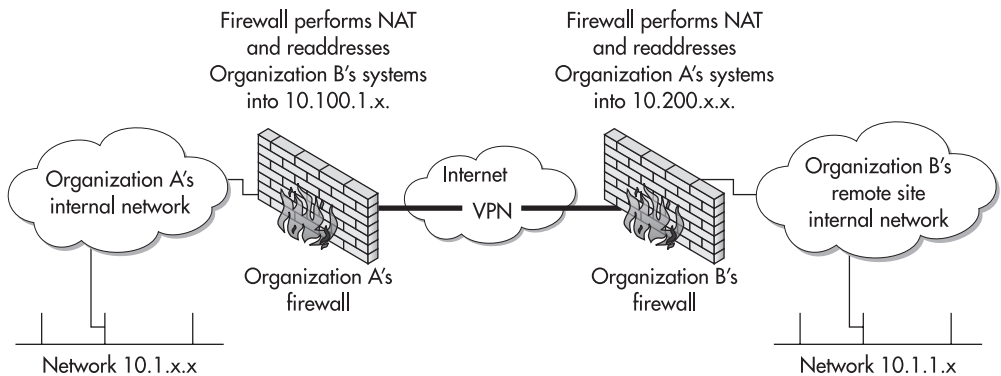 Firewall performs NAT
and readdresses
Organization B's systems
into 10.100.1.x.
Firewall performs NAT
and readdresses
Organization A's systems
into 10.200.x.x.
Organization A's
internal network
Internet
VPN
Organization B's
remote site
internal network
Organization A's
firewall
Organization B's
firewall
Network 10.1.x.x
Network 10.1.1.x